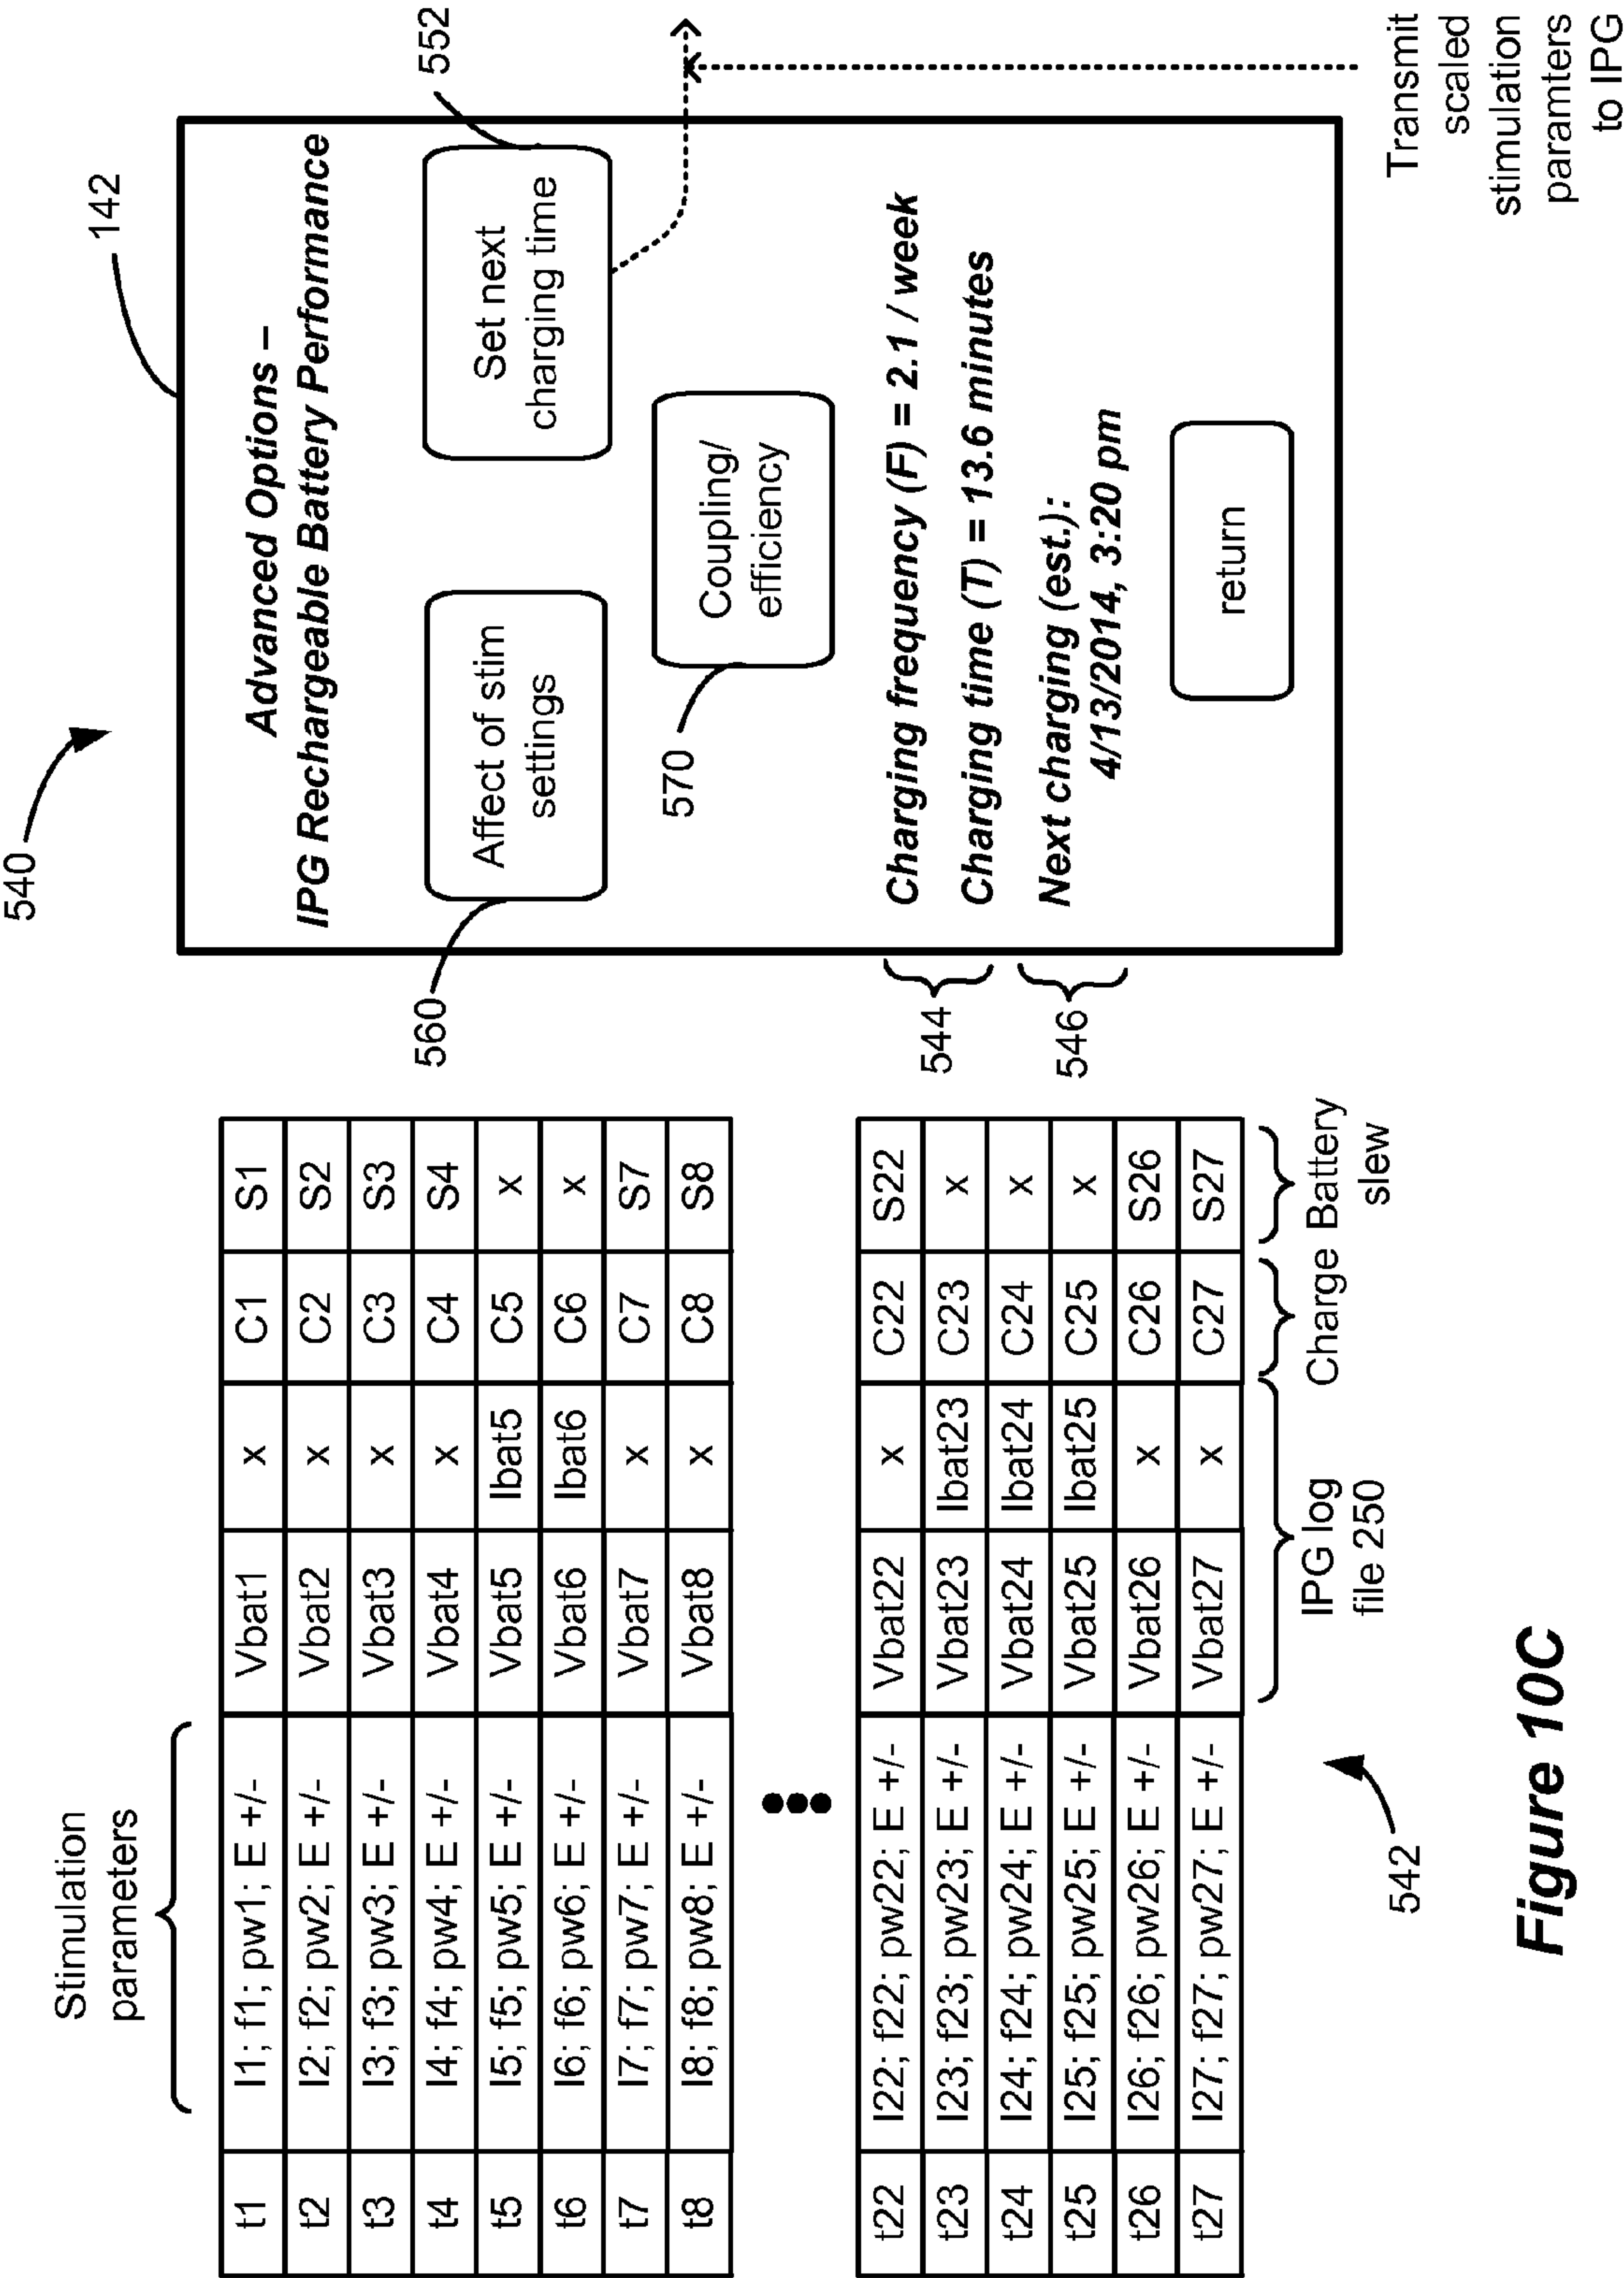 Stimulation
parameters
t1 I1; f1; pw1; E +/- Vbat1 x C1 S1
t2 I2; f2; pw2; E +/- Vbat2 x C2 S2
t3 I3; f3; pw3; E +/- Vbat3 x C3 S3
t4 I4; f4; pw4; E +/- Vbat4 x C4 S4
t5 I5; f5; pw5; E +/- Vbat5 Ibat5 C5 x
t6 I6; f6; pw6; E +/- Vbat6 Ibat6 C6 x
t7 I7; f7; pw7; E +/- Vbat7 x C7 S7
t8 I8; f8; pw8; E +/- Vbat8 x C8 S8
t22 I22; f22; pw22; E +/- Vbat22 x C22 S22
t23 I23; f23; pw23; E +/- Vbat23 Ibat23 C23 x
t24 I24; f24; pw24; E +/- Vbat24 Ibat24 C24 x
t25 I25; f25; pw25; E +/- Vbat25 Ibat25 C25 x
t26 I26; f26; pw26; E +/- Vbat26 x C26 S26
t27 I27; f27; pw27; E +/- Vbat27 x C27 S27
IPG log
file 250
Charge
Battery
slew
542
540
142
Advanced Options –
IPG Rechargeable Battery Performance
560
Affect of stim
settings
Set next
charging time
552
570
Coupling/
efficiency
544
Charging frequency (F) = 2.1 / week
Charging time (T) = 13.6 minutes
546
Next charging (est.):
4/13/2014, 3:20 pm
return
Transmit
scaled
stimulation
paramters
to IPG
Figure 10C